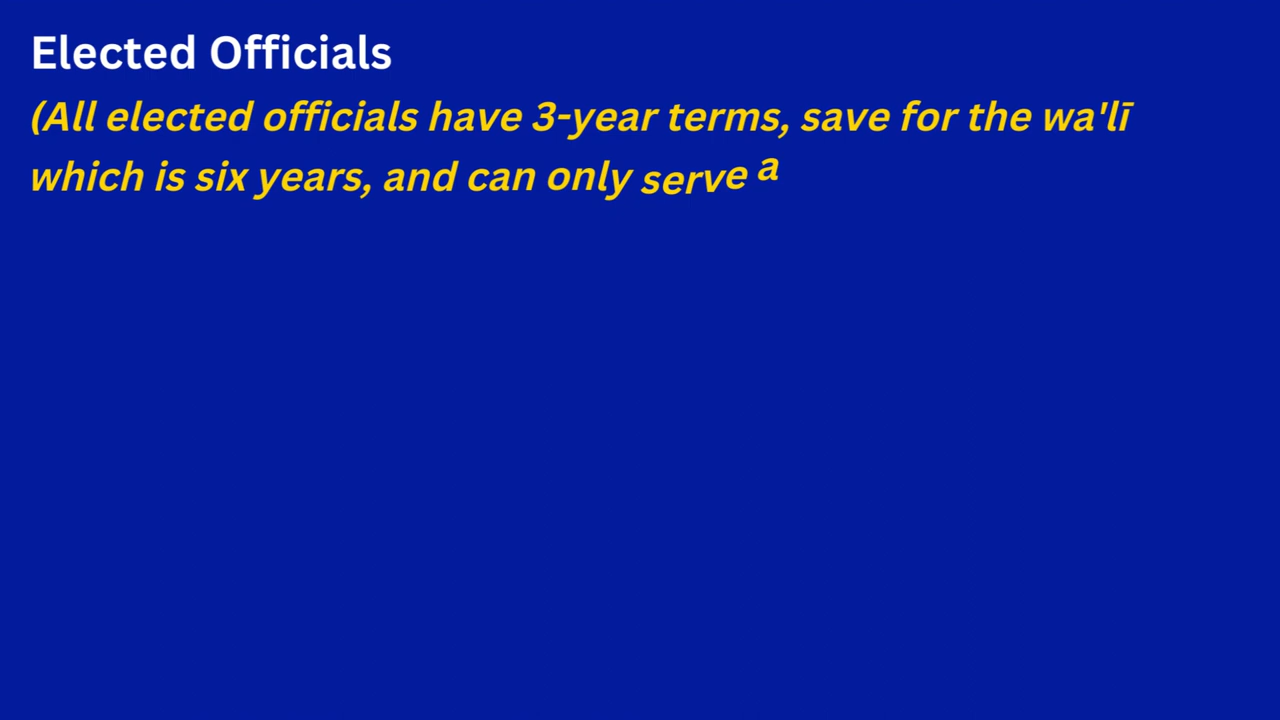 Elected Officials
(All elected officials have 3-year terms, save for the wa'lī
which is six years, and can only serve a